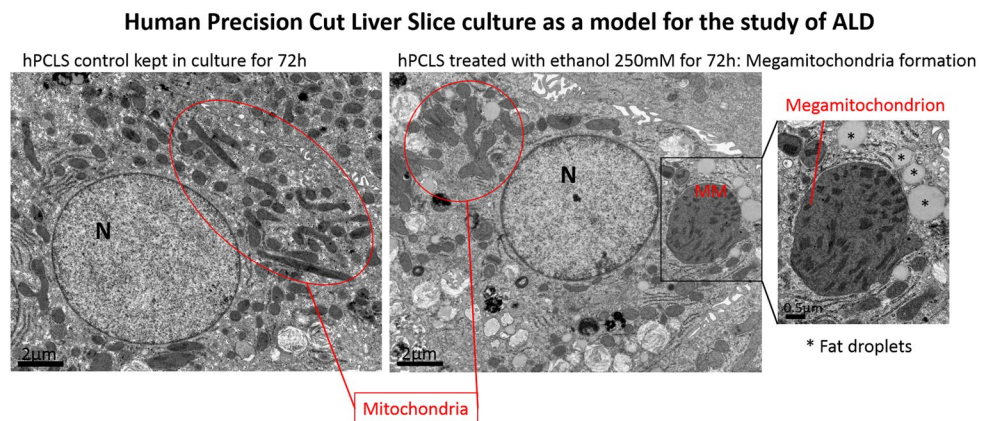 Human Precision Cut Liver Slice culture as a model for the study of ALD
hPCLS control kept in culture for 72h
hPCLS treated with ethanol 250mM for 72h: Megamitochondria formation
Megamitochondrion
N
N
MM
*
*
*
*
2µm
2µm
0.5µm
* Fat droplets
Mitochondria